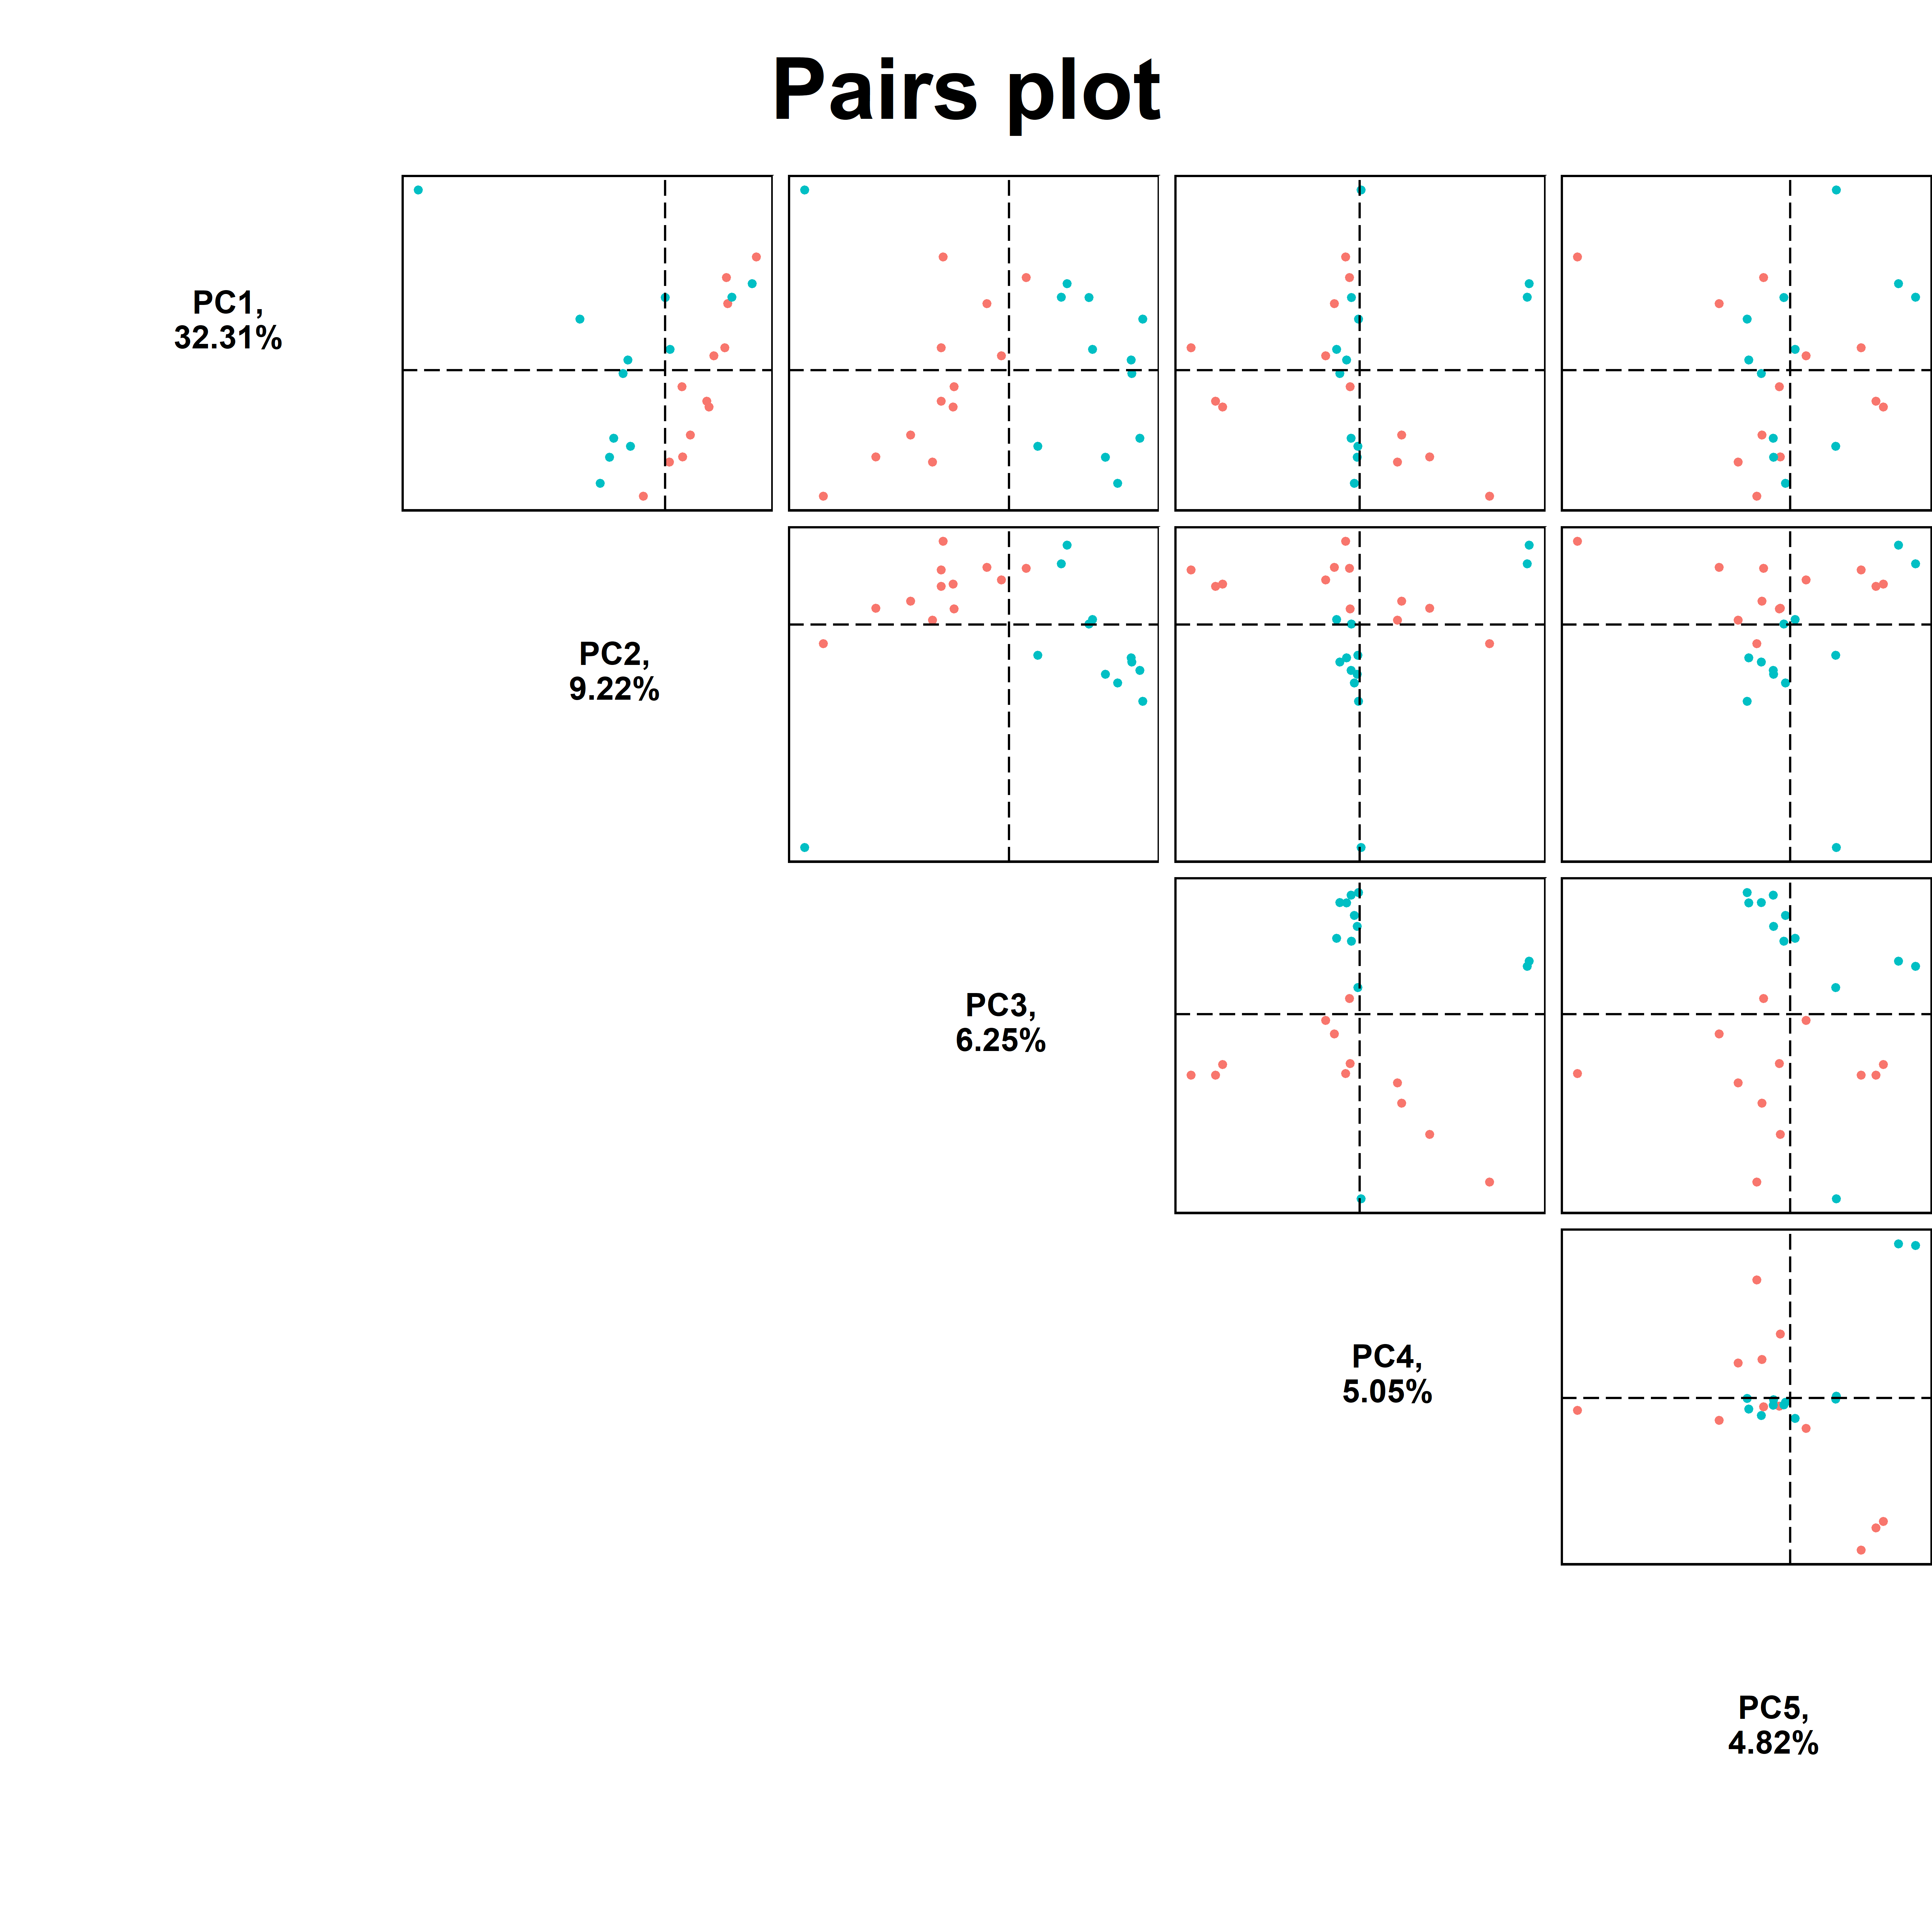 Pairs plot
PC1,
32.31%
PC2,
9.22%
PC3,
6.25%
PC4,
5.05%
PC5,
4.82%